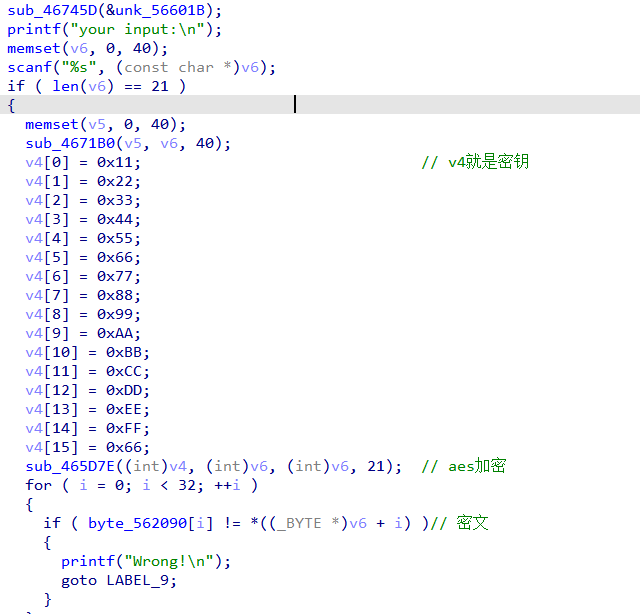 sub_46745D(&unk_56601B);
printf("your input:\n");
memset(v6, 0, 40);
scanf("%s", (const char *)v6);
if ( len(v6) == 21 )
{
memset(v5, 0, 40);
sub_4671B0(v5, v6, 40);
v4[0] = 0x11; // v4就是密钥
v4[1] = 0x22;
v4[2] = 0x33;
v4[3] = 0x44;
v4[4] = 0x55;
v4[5] = 0x66;
v4[6] = 0x77;
v4[7] = 0x88;
v4[8] = 0x99;
v4[9] = 0xAA;
v4[10] = 0xBB;
v4[11] = 0xCC;
v4[12] = 0xDD;
v4[13] = 0xEE;
v4[14] = 0xFF;
v4[15] = 0x66;
sub_465D7E((int)v4, (int)v6, (int)v6, 21); // aes加密
for ( i = 0; i < 32; ++i )
{
if ( byte_562090[i] != *((_BYTE *)v6 + i) )// 密文
{
printf("Wrong!\n");
goto LABEL_9;
}